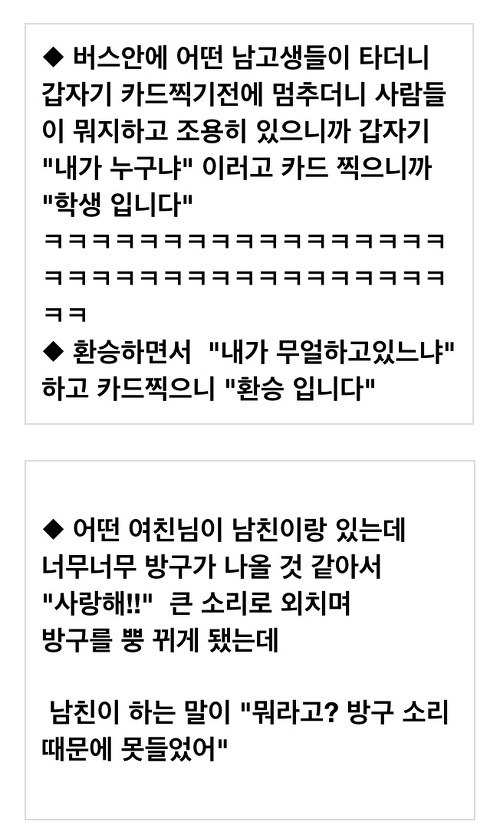 ◆ 버스안에 어떤 남고생들이 타더니
갑자기 카드찍기전에 멈추더니 사람들
이 뭐지하고 조용히 있으니까 갑자기
"내가 누구냐" 이러고 카드 찍으니까
"학생 입니다"
ㅋㅋㅋㅋㅋㅋㅋㅋㅋㅋㅋㅋㅋㅋㅋㅋㅋ
ㅋㅋㅋㅋㅋㅋㅋㅋㅋㅋㅋㅋㅋㅋㅋㅋㅋ
ㅋㅋ
◆ 환승하면서  "내가 무얼하고있느냐"
하고 카드찍으니 "환승 입니다"
◆ 어떤 여친님이 남친이랑 있는데
너무너무 방구가 나올 것 같아서
"사랑해!!"  큰 소리로 외치며
방구를 뿡 뀌게 됐는데
남친이 하는 말이 "뭐라고? 방구 소리
때문에 못들었어"